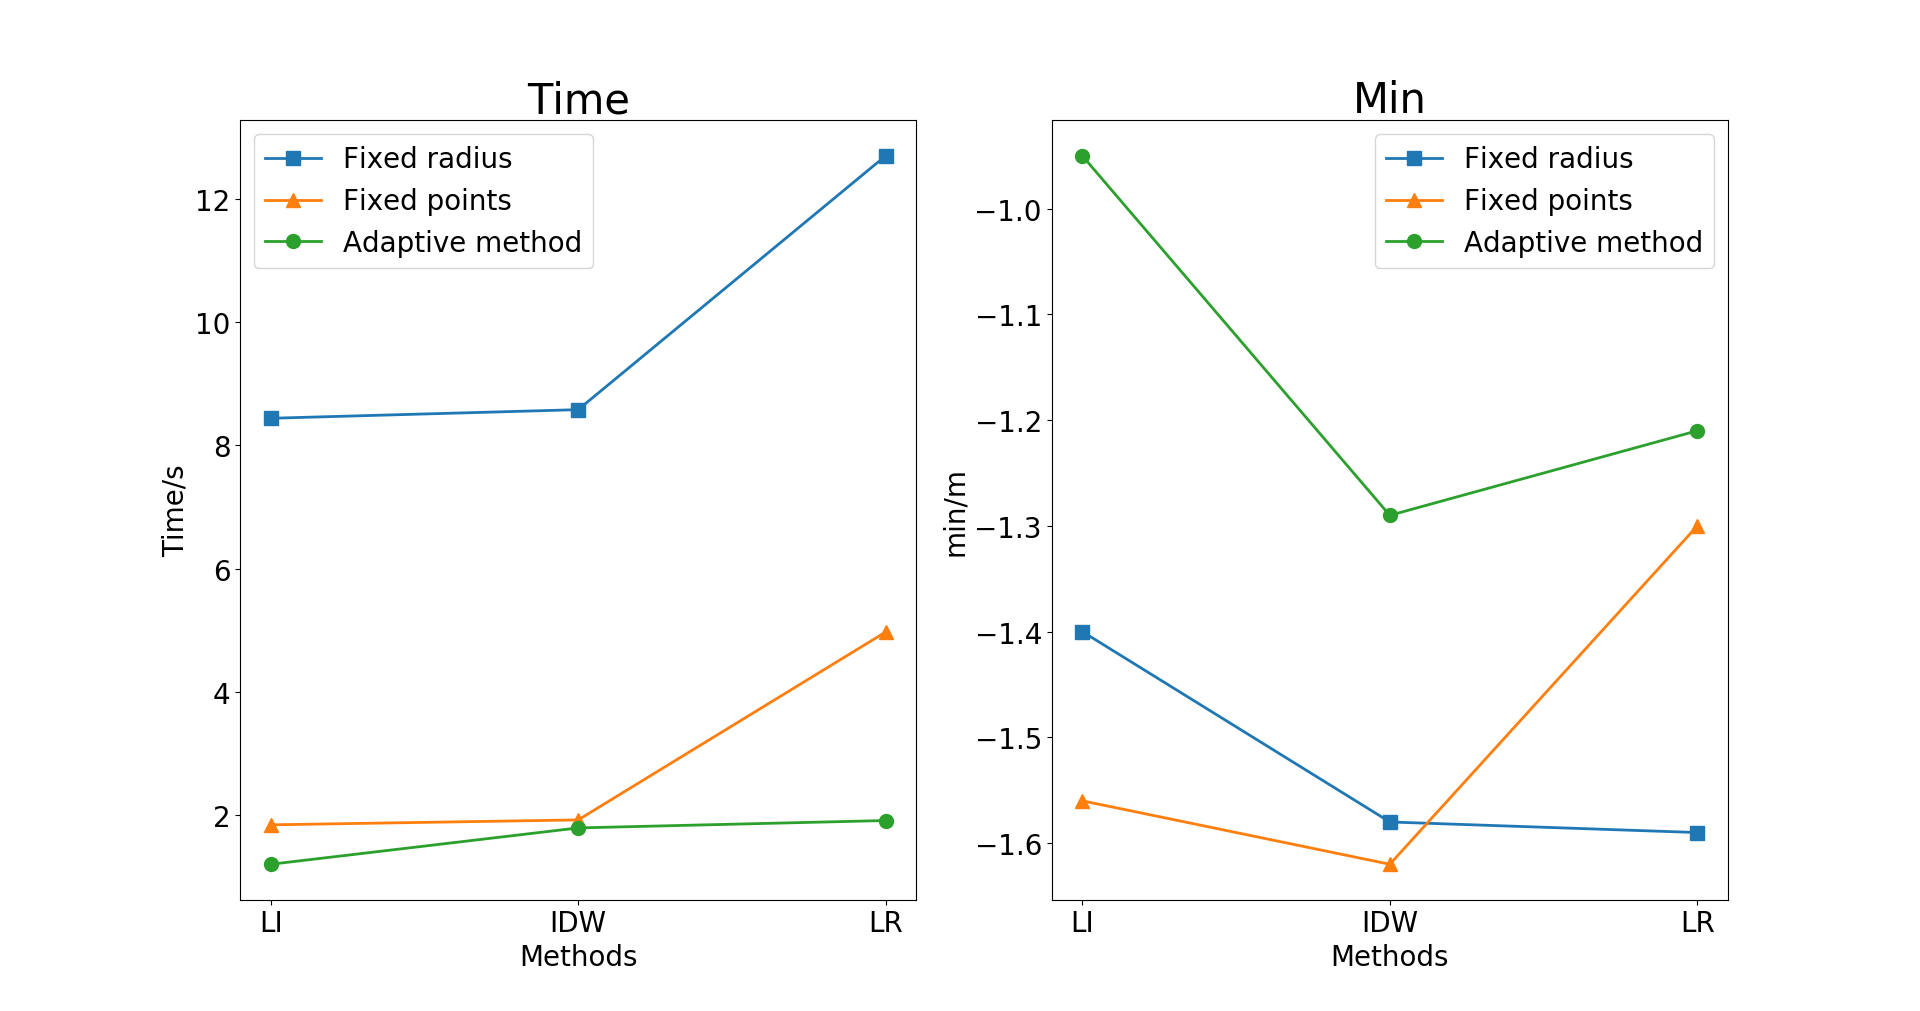 Time
Fixed radius
Fixed points
Adaptive method
12
10
8
6
4
2
Time/s
LI IDW LR
Methods
Min
Fixed radius
Fixed points
Adaptive method
−1.0
−1.1
−1.2
−1.3
−1.4
−1.5
−1.6
min/m
LI IDW LR
Methods